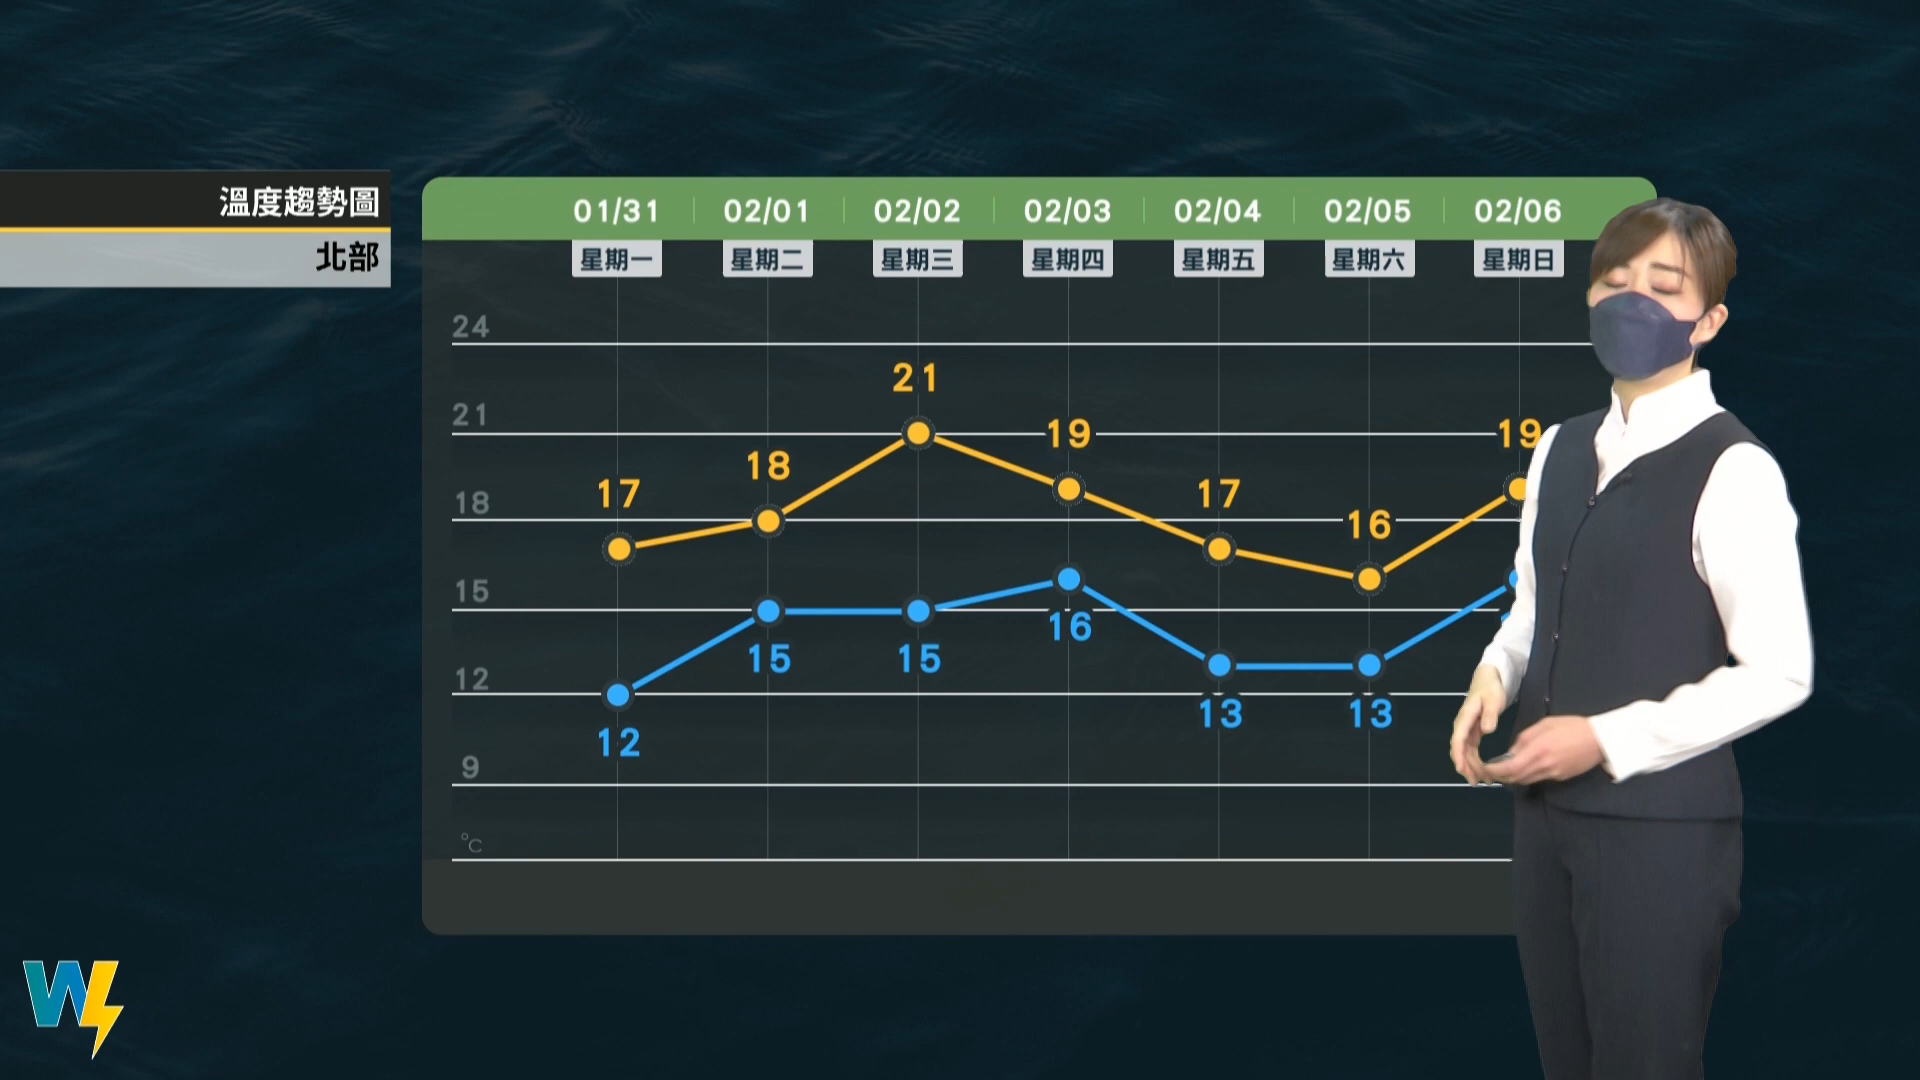 溫度趨勢圖
北部
01/31 02/01 02/02 02/03 02/04 02/05 02/06
星期一 星期二 星期三 星期四 星期五 星期六 星期日
24
21
18
15
12
9
°C
17 18 21 19 17 16 19
12 15 15 16 13 13
W